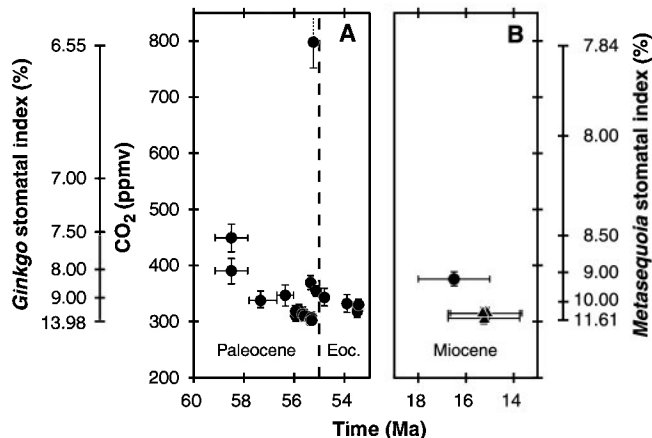 Ginkgo stomatal index (%)
6.55
7.00
7.50
8.00
9.00
13.98
CO2 (ppmv)
800
700
600
500
400
300
200
A
Paleocene
Eoc.
60
58
56
54
B
Miocene
18
16
14
Time (Ma)
7.84
8.00
8.50
9.00
10.00
11.61
Metasequoia stomatal index (%)